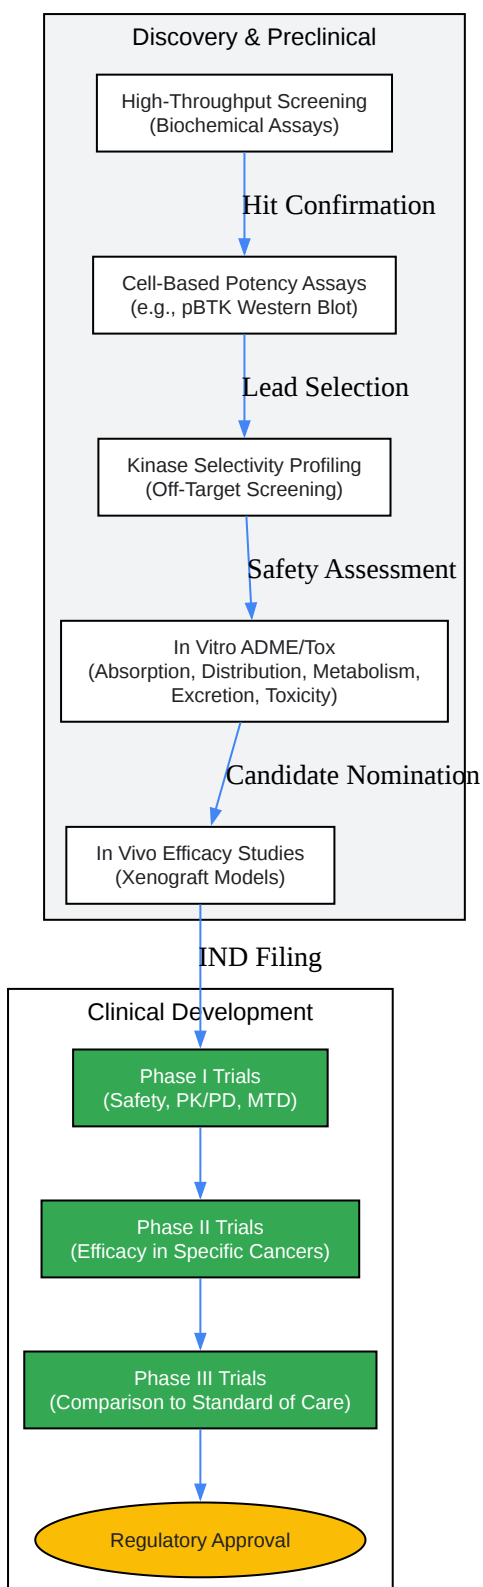 Discovery & Preclinical
High-Throughput Screening
(Biochemical Assays)
Hit Confirmation
Cell-Based Potency Assays
(e.g., pBTK Western Blot)
Lead Selection
Kinase Selectivity Profiling
(Off-Target Screening)
Safety Assessment
In Vitro ADME/Tox
(Absorption, Distribution, Metabolism,
Excretion, Toxicity)
Candidate Nomination
In Vivo Efficacy Studies
(Xenograft Models)
IND Filing
Clinical Development
Phase I Trials
(Safety, PK/PD, MTD)
Phase II Trials
(Efficacy in Specific Cancers)
Phase III Trials
(Comparison to Standard of Care)
Regulatory Approval